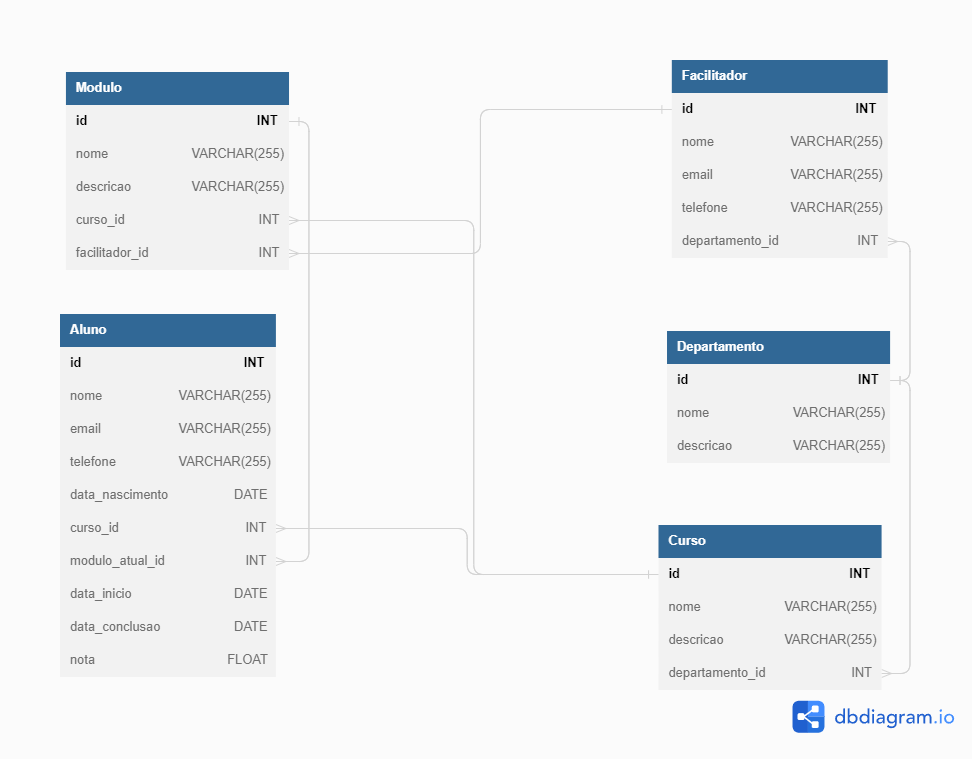 Modulo
id INT
nome VARCHAR(255)
descricao VARCHAR(255)
curso_id INT
facilitador_id INT
Aluno
id INT
nome VARCHAR(255)
email VARCHAR(255)
telefone VARCHAR(255)
data_nascimento DATE
curso_id INT
modulo_atual_id INT
data_inicio DATE
data_conclusao DATE
nota FLOAT
Facilitador
id INT
nome VARCHAR(255)
email VARCHAR(255)
telefone VARCHAR(255)
departamento_id INT
Departamento
id INT
nome VARCHAR(255)
descricao VARCHAR(255)
Curso
id INT
nome VARCHAR(255)
descricao VARCHAR(255)
departamento_id INT
dbdiagram.io